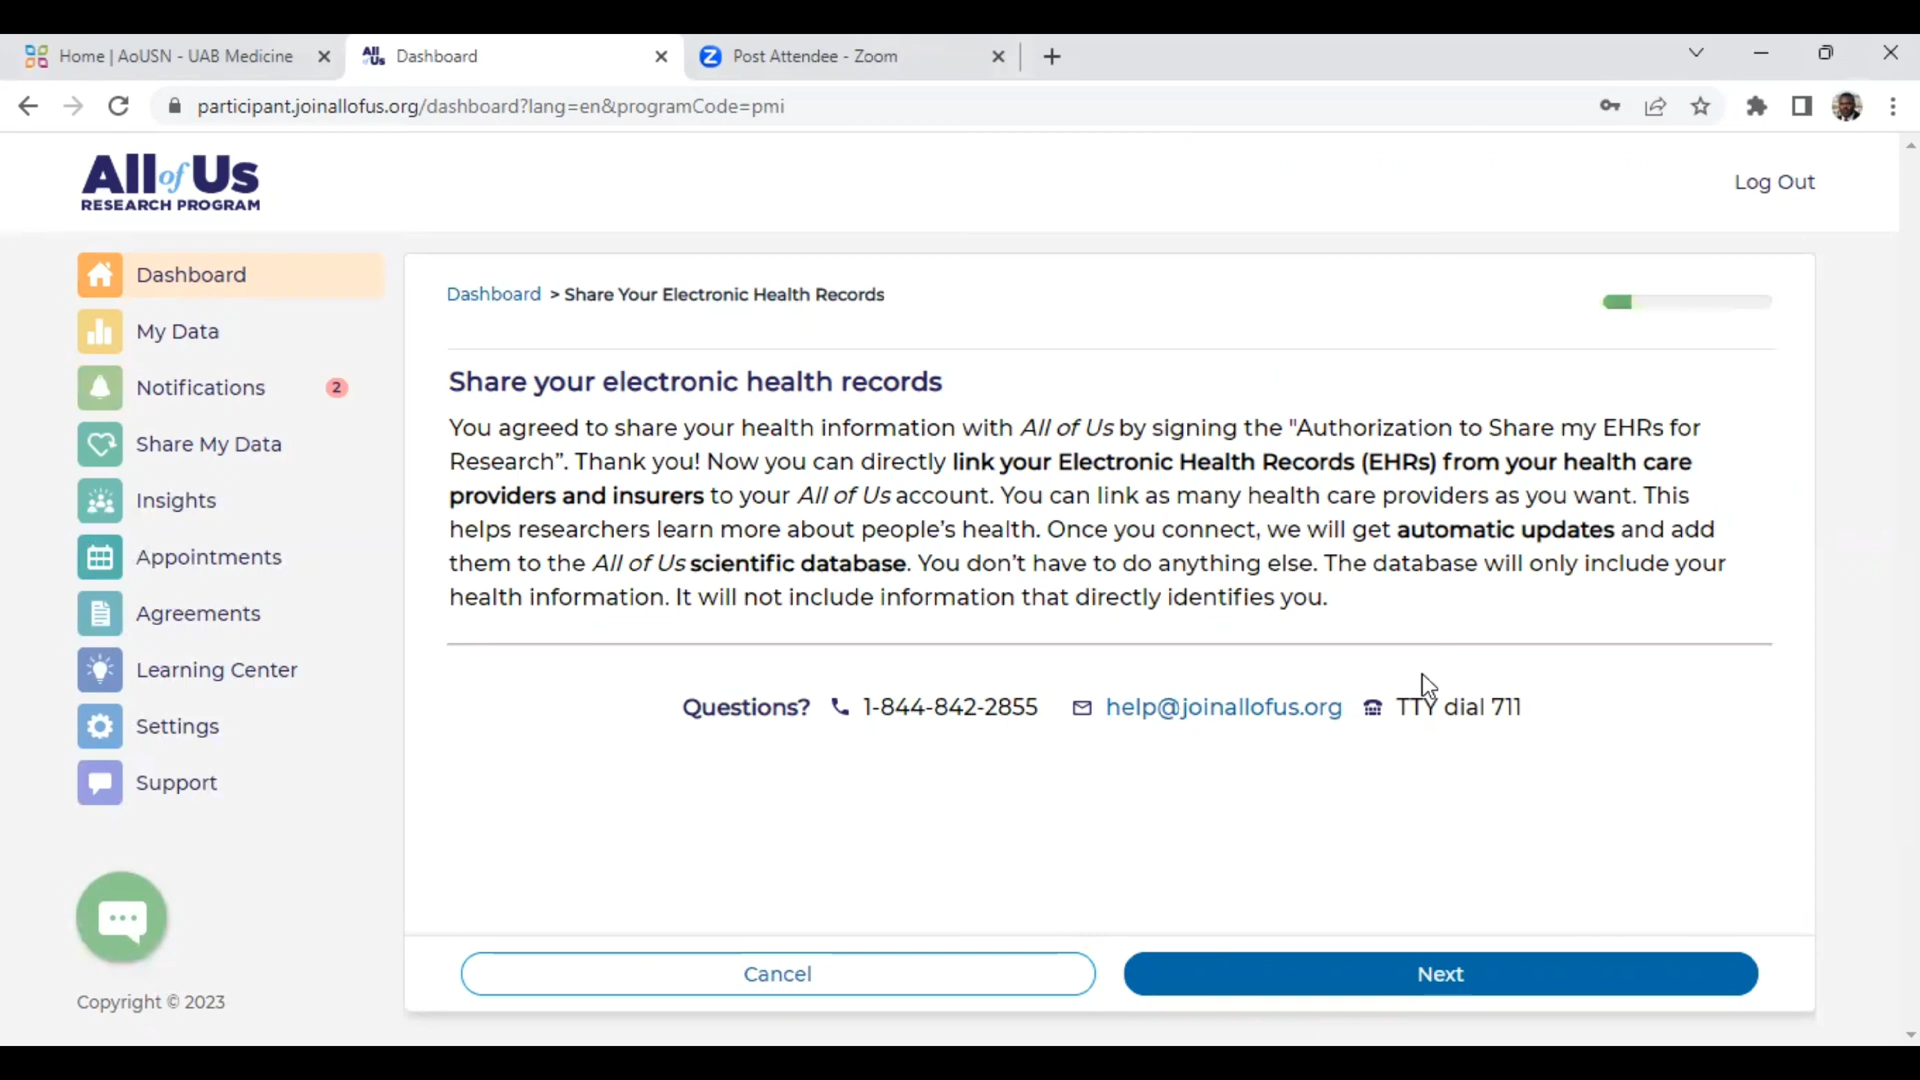 Home | AoUSN - UAB Medicine
All of Us Dashboard
Z Post Attendee - Zoom
participant.joinallofus.org/dashboard?lang=en&programCode=pmi
All of Us
RESEARCH PROGRAM
Log Out
Dashboard
My Data
Notifications 2
Share My Data
Insights
Appointments
Agreements
Learning Center
Settings
Support
Copyright © 2023
Dashboard > Share Your Electronic Health Records
Share your electronic health records
You agreed to share your health information with All of Us by signing the "Authorization to Share my EHRs for
Research”. Thank you! Now you can directly link your Electronic Health Records (EHRs) from your health care
providers and insurers to your All of Us account. You can link as many health care providers as you want. This
helps researchers learn more about people’s health. Once you connect, we will get automatic updates and add
them to the All of Us scientific database. You don’t have to do anything else. The database will only include your
health information. It will not include information that directly identifies you.
Questions? 1-844-842-2855 help@joinallofus.org TTY dial 711
Cancel
Next